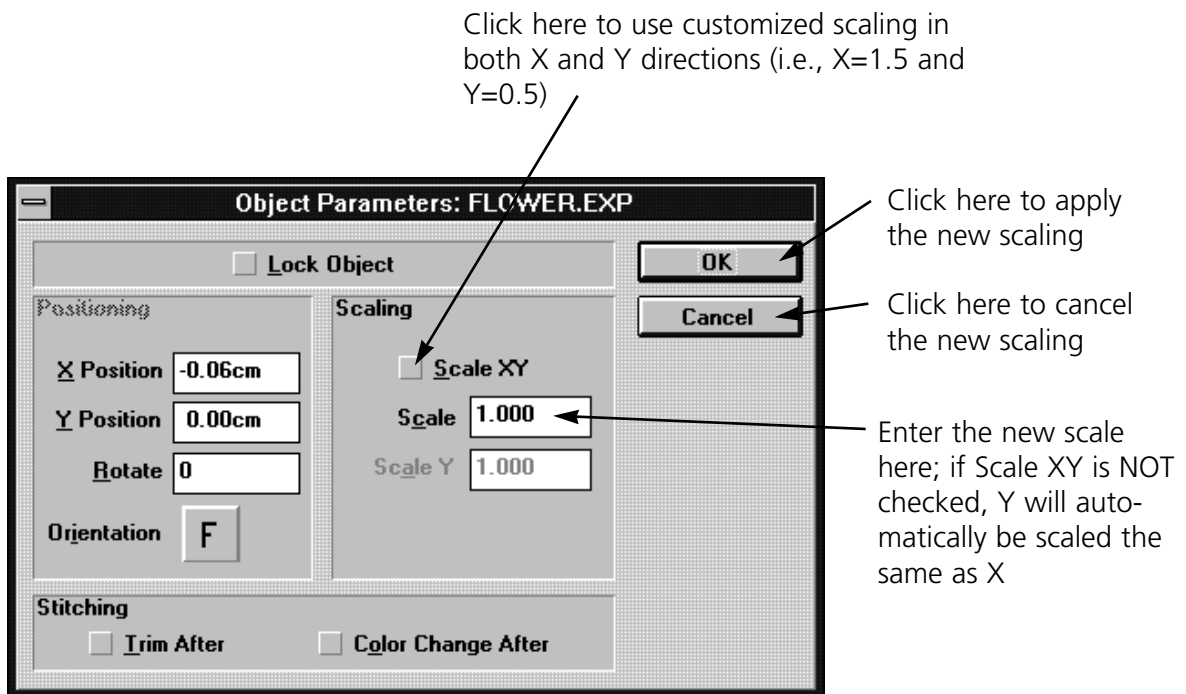 Click here to use customized scaling in
both X and Y directions (i.e., X=1.5 and
Y=0.5)
Object Parameters: FLOWER.EXP
Lock Object
OK
Cancel
Click here to apply
the new scaling
Click here to cancel
the new scaling
Positioning
X Position -0.06cm
Y Position 0.00cm
Rotate 0
Orientation F
Scaling
Scale XY
Scale 1.000
Scale Y 1.000
Enter the new scale
here; if Scale XY is NOT
checked, Y will auto-
matically be scaled the
same as X
Stitching
Trim After
Color Change After